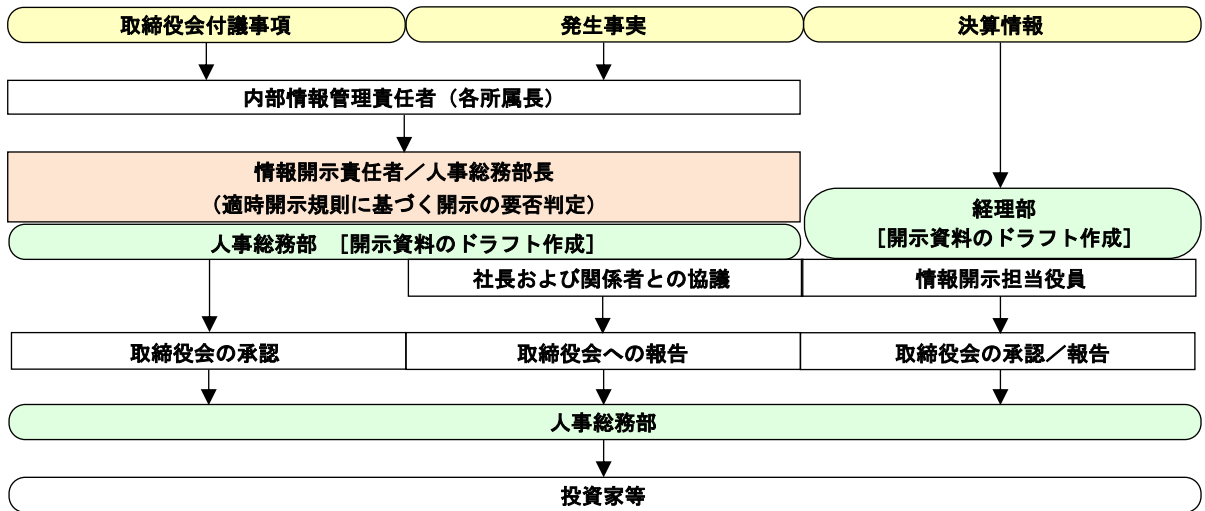 取締役会付議事項
発生事実
決算情報
内部情報管理責任者（各所属長）
情報開示責任者／人事総務部長
（適時開示規則に基づく開示の要否判定）
人事総務部　［開示資料のドラフト作成］
経理部
［開示資料のドラフト作成］
社長および関係者との協議
情報開示担当役員
取締役会の承認
取締役会への報告
取締役会の承認／報告
人事総務部
投資家等